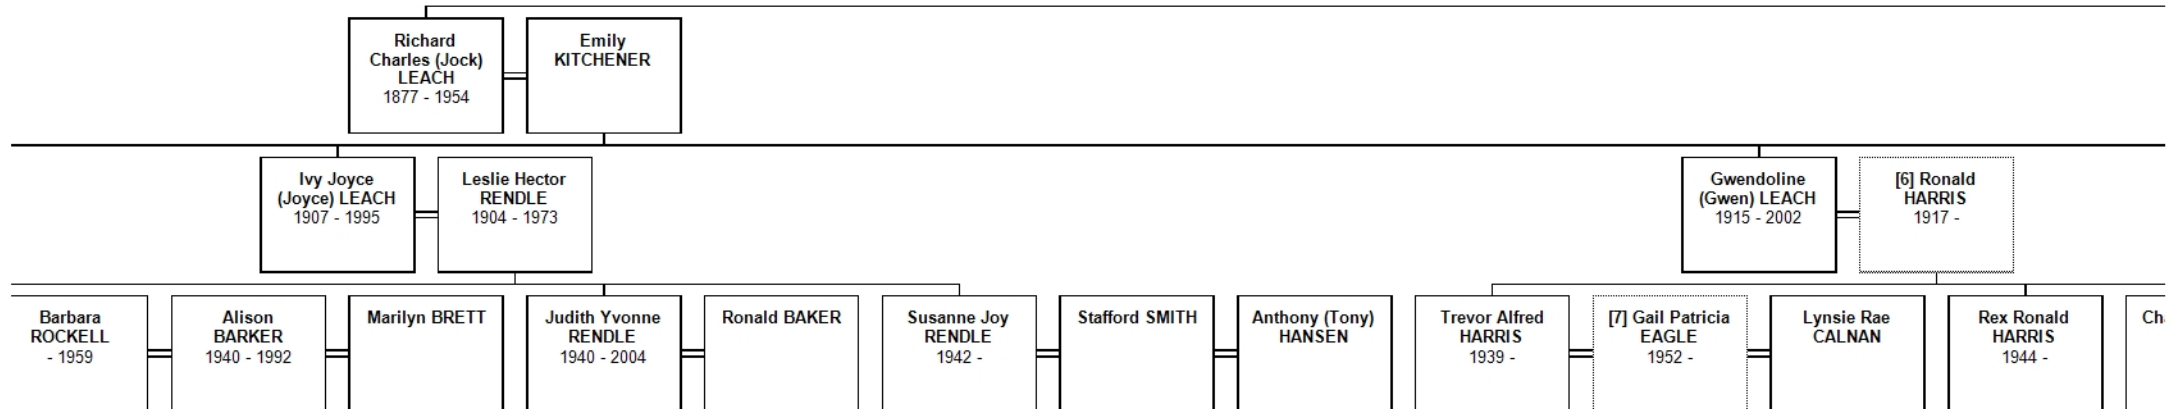 Richard
Charles (Jock)
LEACH
1877 - 1954
Emily
KITCHENER
Ivy Joyce
(Joyce) LEACH
1907 - 1995
Leslie Hector
RENDLE
1904 - 1973
Gwendoline
(Gwen) LEACH
1915 - 2002
[6] Ronald
HARRIS
1917 -
Barbara
ROCKELL
- 1959
Alison
BARKER
1940 - 1992
Marilyn BRETT
Judith Yvonne
RENDLE
1940 - 2004
Ronald BAKER
Susanne Joy
RENDLE
1942 -
Stafford SMITH
Anthony (Tony)
HANSEN
Trevor Alfred
HARRIS
1939 -
[7] Gail Patricia
EAGLE
1952 -
Lynsie Rae
CALNAN
Rex Ronald
HARRIS
1944 -